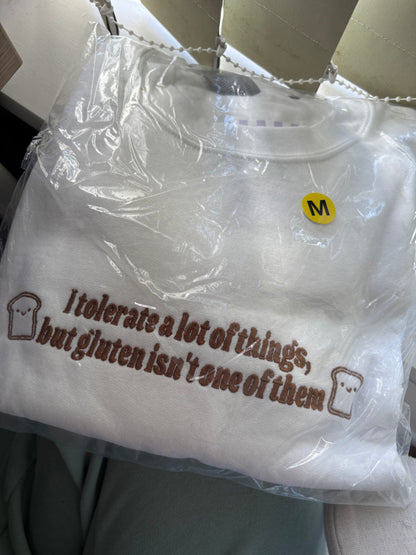 M
I tolerate a lot of things,
but gluten isn't one of them